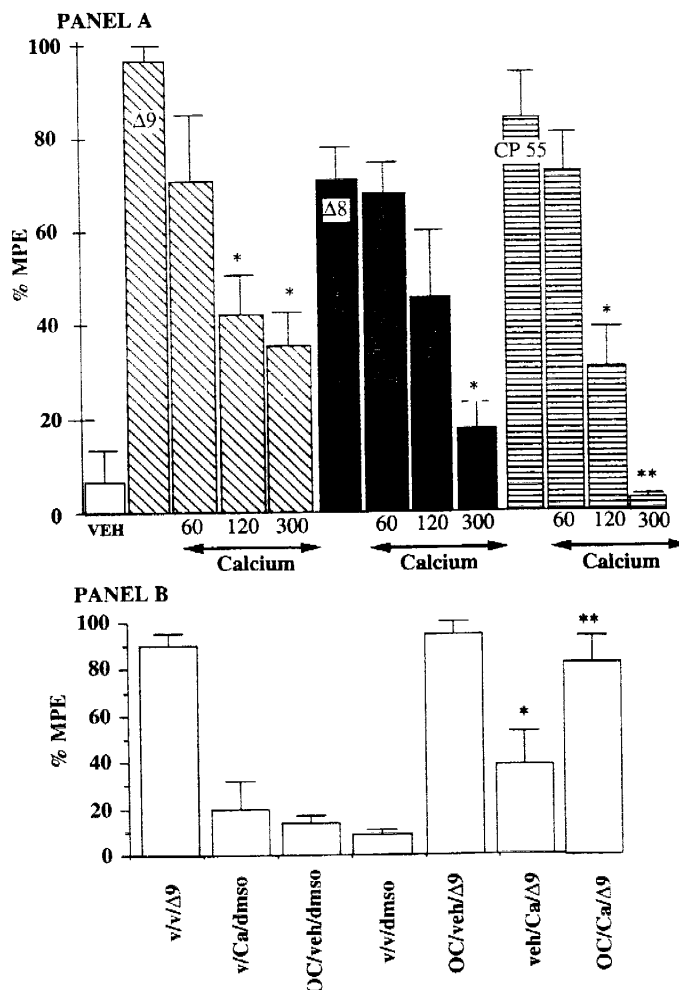 PANEL A
100
80
60
40
20
0
% MPE
Δ9
*
*
Δ8
*
CP 55
*
**
VEH
60 120 300
60 120 300
60 120 300
Calcium
Calcium
Calcium
PANEL B
100
80
60
40
20
0
% MPE
*
**
v/v/Δ9
v/Ca/dmso
OC/veh/dmso
v/v/dmso
OC/veh/Δ9
veh/Ca/Δ9
OC/Ca/Δ9